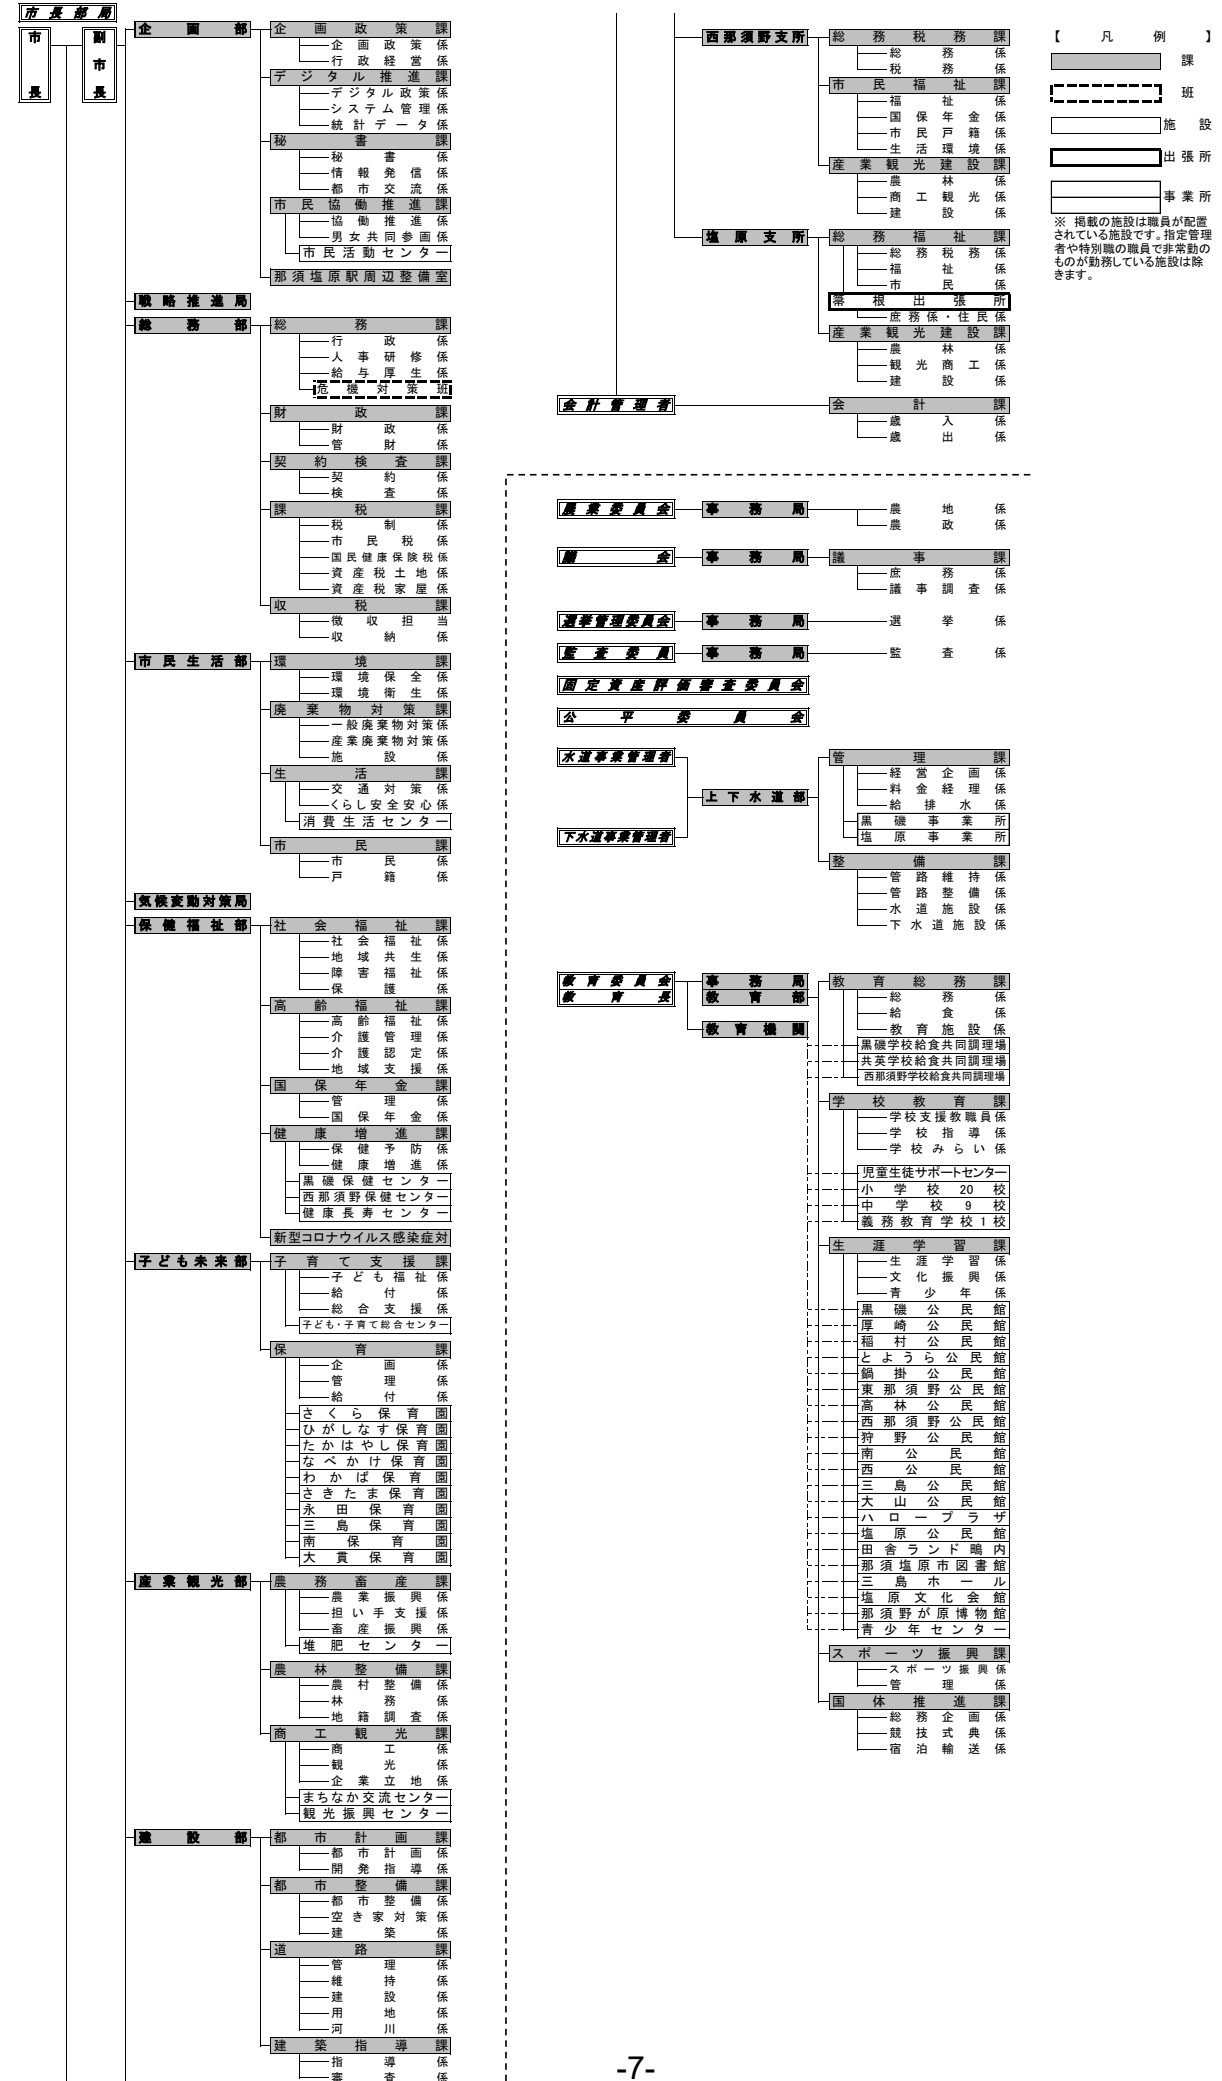 市長部局
市長
副市長
企画部
企画政策課
企画政策係
行政経営係
デジタル推進課
デジタル政策係
システム管理係
統計データ係
秘書課
秘書係
情報発信係
都市交流係
市民協働推進課
協働推進係
男女共同参画係
市民活動センター
那須塩原駅周辺整備室
戦略推進局
総務部
総務課
行政係
人事研修係
給与厚生係
危機対策班
財政課
財政係
管財係
契約検査課
契約係
検査係
課税課
税制係
市民税係
国民健康保険税係
資産税土地係
資産税家屋係
収税課
徴収担当
収納係
市民生活部
環境課
環境保全係
環境衛生係
廃棄物対策課
一般廃棄物対策係
産業廃棄物対策係
施設係
生活課
交通対策係
くらし安全安心係
消費生活センター
市民課
市民係
戸籍係
気候変動対策局
保健福祉部
社会福祉課
社会福祉係
地域共生係
障害福祉係
保護係
高齢福祉課
高齢福祉係
介護管理係
介護認定係
地域支援係
国保年金課
管理係
国保年金係
健康増進課
保健予防係
健康増進係
黒磯保健センター
西那須野保健センター
健康長寿センター
新型コロナウイルス感染症対
子ども未来部
子育て支援課
子ども福祉係
給付係
総合支援係
子ども・子育て総合センター
保育課
企画係
管理係
給付係
さくら保育園
ひがしなす保育園
たかはやし保育園
なべかけ保育園
わかば保育園
さきたま保育園
永田保育園
三島保育園
南保育園
大貫保育園
産業観光部
農務畜産課
農業振興係
担い手支援係
畜産振興係
堆肥センター
農林整備課
農村整備係
林務係
地籍調査係
商工観光課
商工係
観光係
企業立地係
まちなか交流センター
観光振興センター
建設部
都市計画課
都市計画係
開発指導係
都市整備課
都市整備係
空き家対策係
建築係
道路課
管理係
維持係
建設係
用地係
河川係
建築指導課
指導係
審査係
西那須野支所
総務税務課
総務係
税務係
市民福祉課
福祉係
国保年金係
市民戸籍係
生活環境係
産業観光建設課
農林係
商工観光係
建設係
塩原支所
総務福祉課
総務税務係
福祉係
市民係
箒根出張所
庶務係・住民係
産業観光建設課
農林係
観光商工係
建設係
会計管理者
会計課
歳入係
歳出係
農業委員会
事務局
農地係
農政係
議会
事務局
議事課
庶務係
議事調査係
選挙管理委員会
事務局
選挙係
監査委員
事務局
監査係
固定資産評価審査委員会
公平委員会
水道事業管理者
下水道事業管理者
上下水道部
管理課
経営企画係
料金経理係
給排水係
黒磯事業所
塩原事業所
整備課
管路維持係
管路整備係
水道施設係
下水道施設係
教育委員会
教育長
事務局
教育部
教育機関
教育総務課
総務係
給食係
教育施設係
黒磯学校給食共同調理場
共英学校給食共同調理場
西那須野学校給食共同調理場
学校教育課
学校支援教職員係
学校指導係
学校みらい係
児童生徒サポートセンター
小学校20校
中学校9校
義務教育学校1校
生涯学習課
生涯学習係
文化振興係
青少年係
黒磯公民館
厚崎公民館
稲村公民館
とようら公民館
鍋掛公民館
東那須野公民館
高林公民館
西那須野公民館
狩野公民館
南公民館
西公民館
三島公民館
大山公民館
ハロープラザ
塩原公民館
田舎ランド鴫内
那須塩原市図書館
三島ホール
塩原文化会館
那須野が原博物館
青少年センター
スポーツ振興課
スポーツ振興係
管理係
国体推進課
総務企画係
競技式典係
宿泊輸送係
【凡例】
課
班
施設
出張所
事業所
※ 掲載の施設は職員が配置
されている施設です。指定管理
者や特別職の職員で非常勤の
ものが勤務している施設は除
きます。
-7-